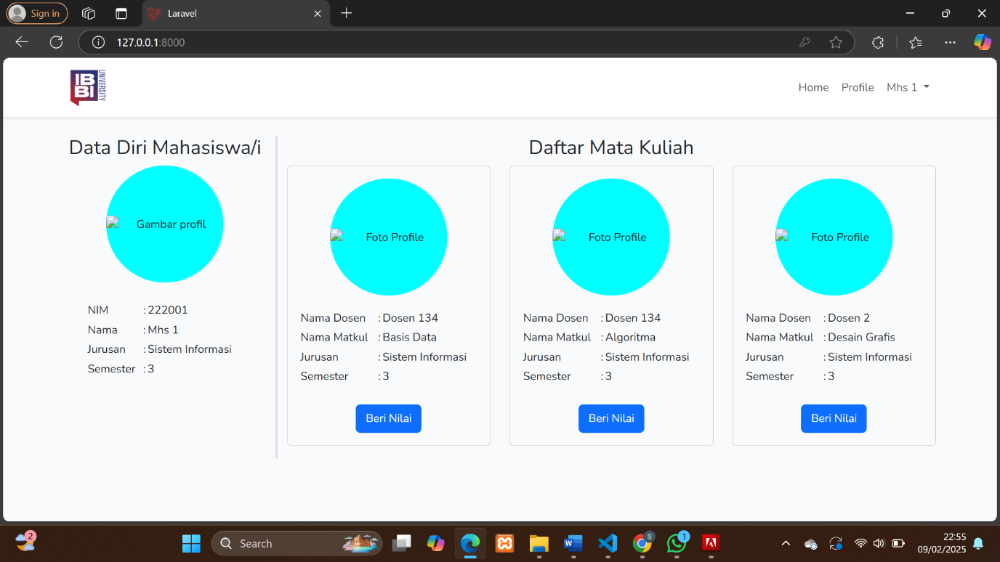 Sign in
Laravel
127.0.0.1:8000
IB
BI
UNIVERSITY
Home Profile Mhs 1
Data Diri Mahasiswa/i
Gambar profil
NIM : 222001
Nama : Mhs 1
Jurusan : Sistem Informasi
Semester : 3
Daftar Mata Kuliah
Foto Profile
Nama Dosen : Dosen 134
Nama Matkul : Basis Data
Jurusan : Sistem Informasi
Semester : 3
Beri Nilai
Foto Profile
Nama Dosen : Dosen 134
Nama Matkul : Algoritma
Jurusan : Sistem Informasi
Semester : 3
Beri Nilai
Foto Profile
Nama Dosen : Dosen 2
Nama Matkul : Desain Grafis
Jurusan : Sistem Informasi
Semester : 3
Beri Nilai
2
Search
W
S
1
22:55
09/02/2025